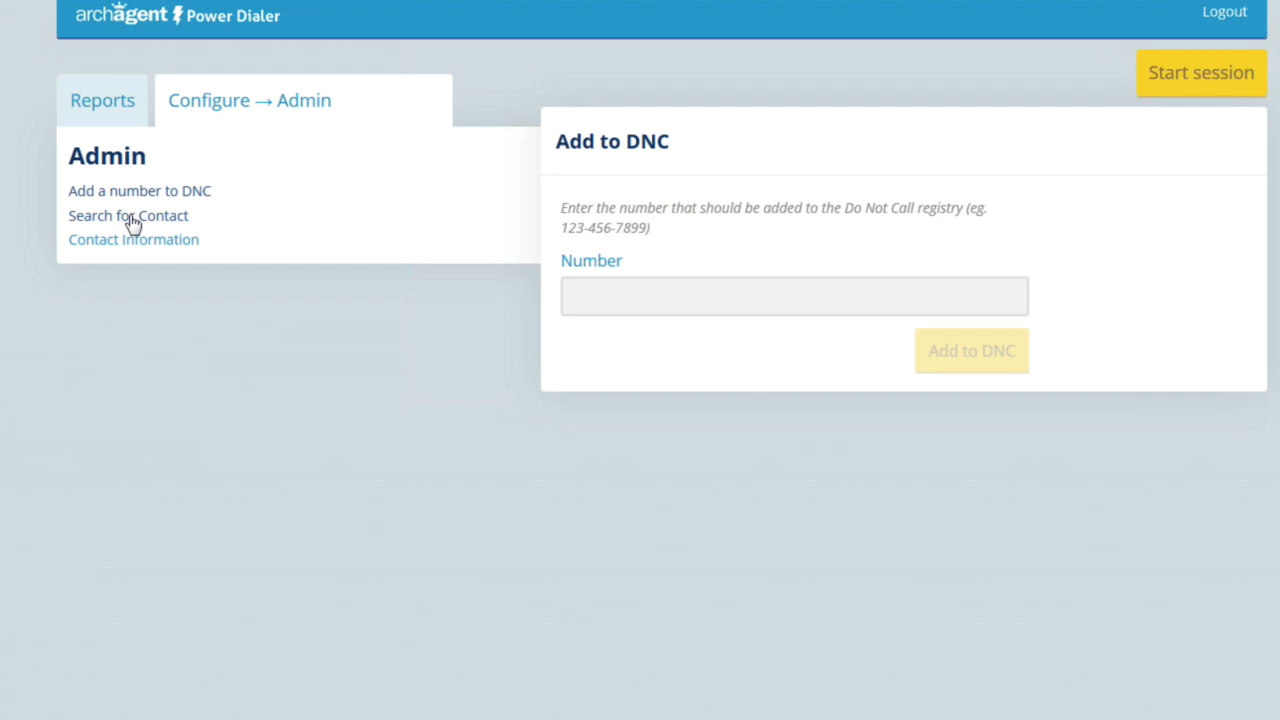 archagent Power Dialer
Logout
Start session
Reports
Configure → Admin
Admin
Add a number to DNC
Search for Contact
Contact Information
Add to DNC
Enter the number that should be added to the Do Not Call registry (eg.
123-456-7899)
Number
Add to DNC